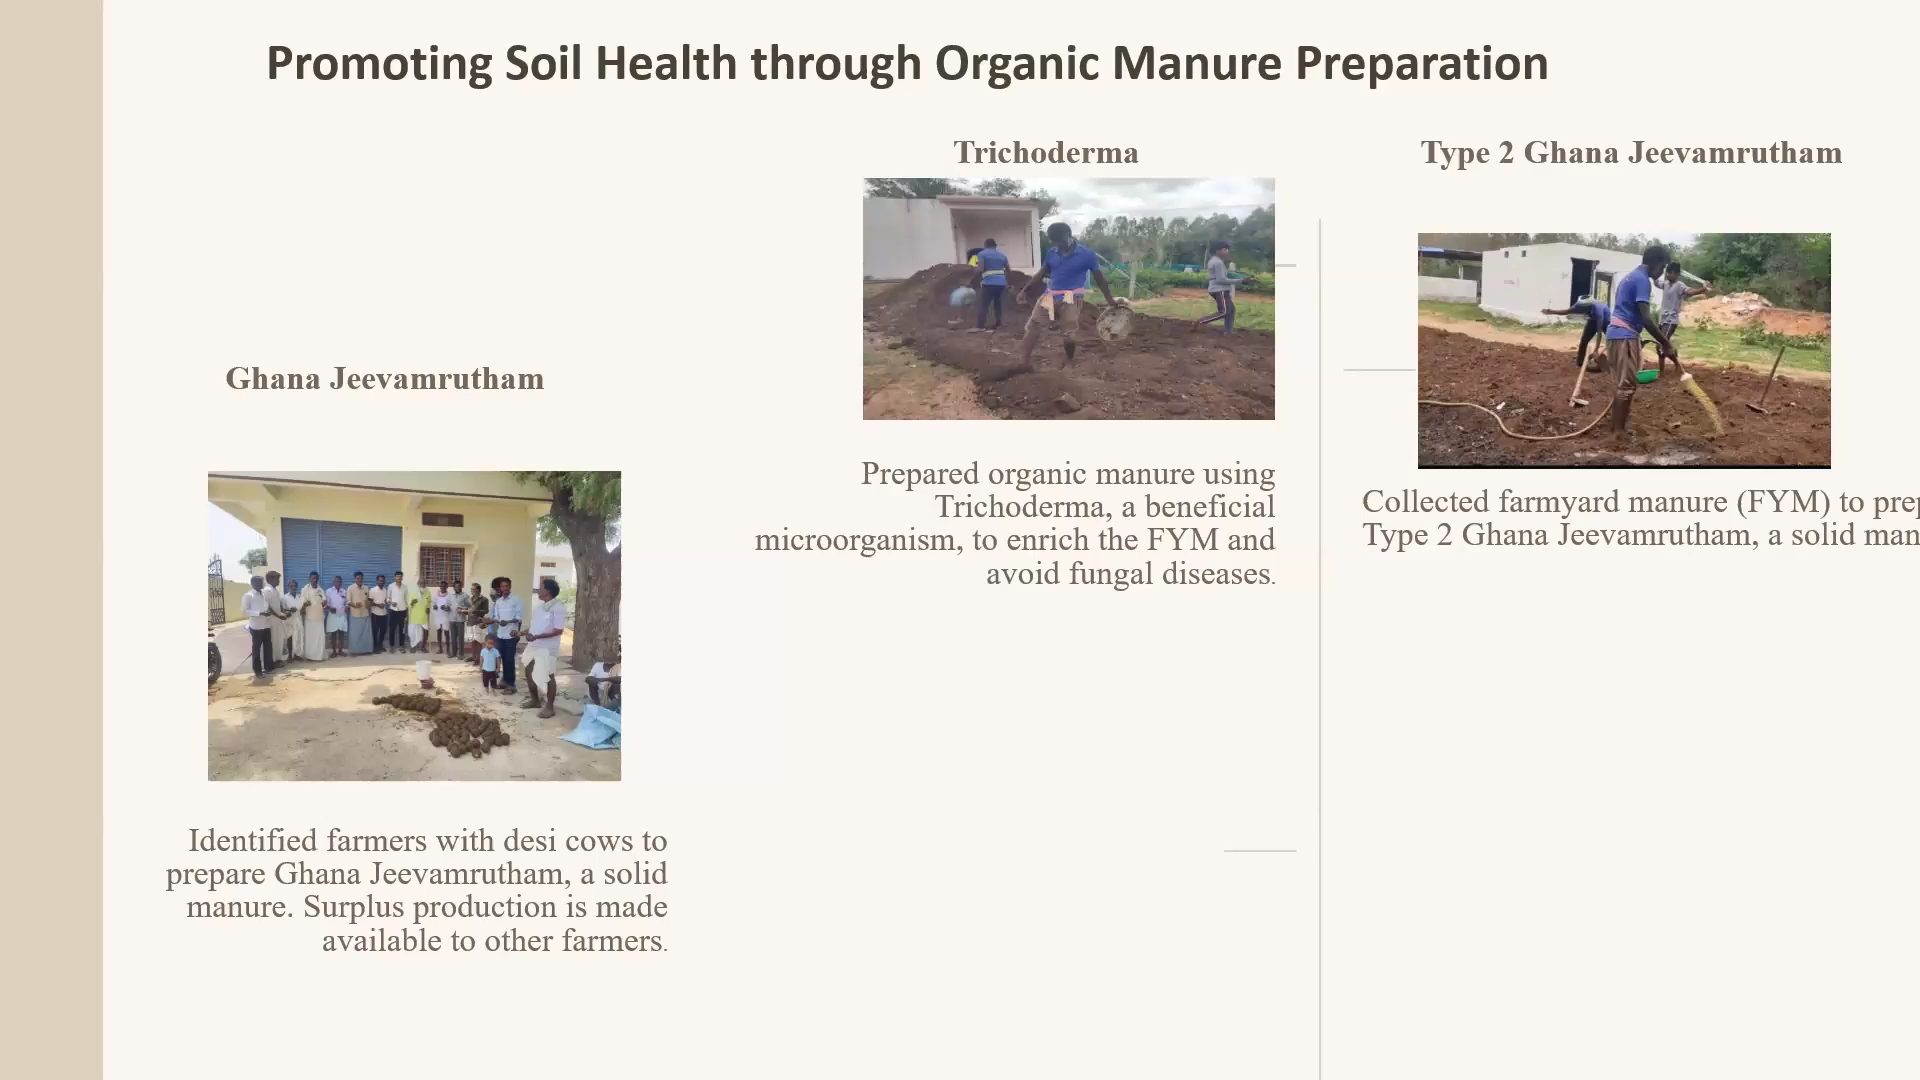 Promoting Soil Health through Organic Manure Preparation
Ghana Jeevamrutham
Identified farmers with desi cows to
prepare Ghana Jeevamrutham, a solid
manure. Surplus production is made
available to other farmers.
Trichoderma
Prepared organic manure using
Trichoderma, a beneficial
microorganism, to enrich the FYM and
avoid fungal diseases.
Type 2 Ghana Jeevamrutham
Collected farmyard manure (FYM) to
Type 2 Ghana Jeevamrutham, a solid